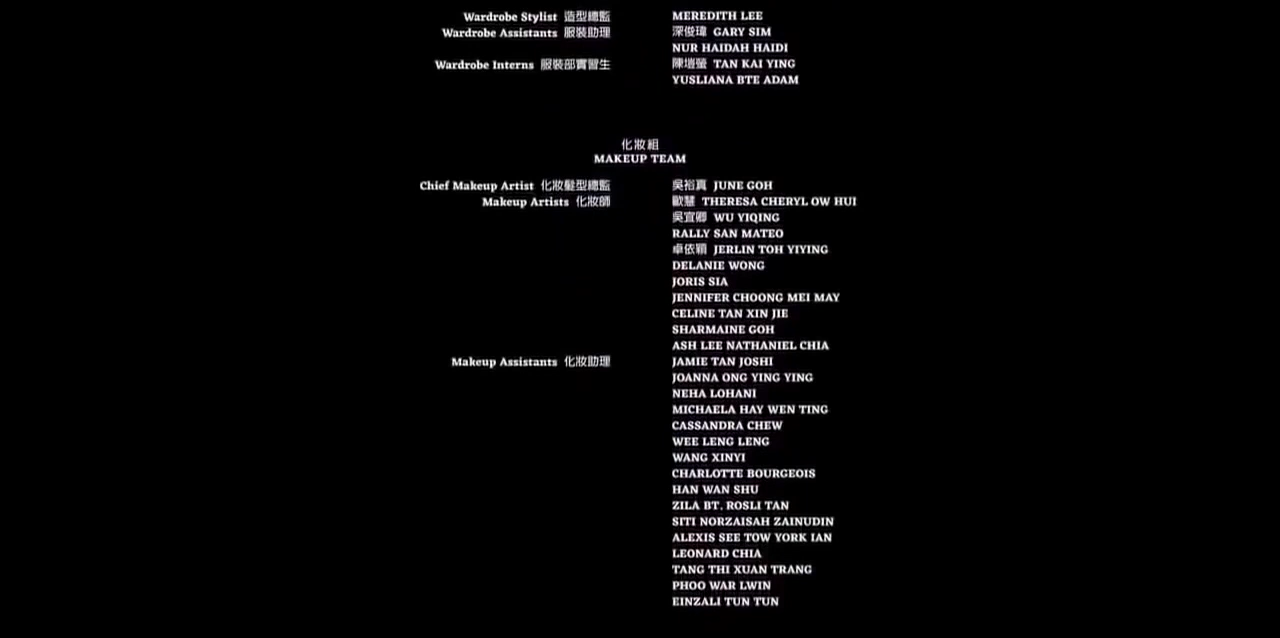 Wardrobe Stylist 造型總監 MEREDITH LEE
Wardrobe Assistants 服裝助理 深俊瑋 GARY SIM
NUR HAIDAH HAIDI
Wardrobe Interns 服裝部實習生 陳塏螢 TAN KAI YING
YUSLIANA BTE ADAM
化妝組
MAKEUP TEAM
Chief Makeup Artist 化妝髮型總監 吳裕真 JUNE GOH
Makeup Artists 化妝師 歐慧 THERESA CHERYL OW HUI
吳宜卿 WU YIQING
RALLY SAN MATEO
卓依穎 JERLIN TOH YIYING
DELANIE WONG
JORIS SIA
JENNIFER CHOONG MEI MAY
CELINE TAN XIN JIE
SHARMAINE GOH
ASH LEE NATHANIEL CHIA
Makeup Assistants 化妝助理 JAMIE TAN JOSHI
JOANNA ONG YING YING
NEHA LOHANI
MICHAELA HAY WEN TING
CASSANDRA CHEW
WEE LENG LENG
WANG XINYI
CHARLOTTE BOURGEOIS
HAN WAN SHU
ZILA BT. ROSLI TAN
SITI NORZAISAH ZAINUDIN
ALEXIS SEE TOW YORK IAN
LEONARD CHIA
TANG THI XUAN TRANG
PHOO WAR LWIN
EINZALI TUN TUN